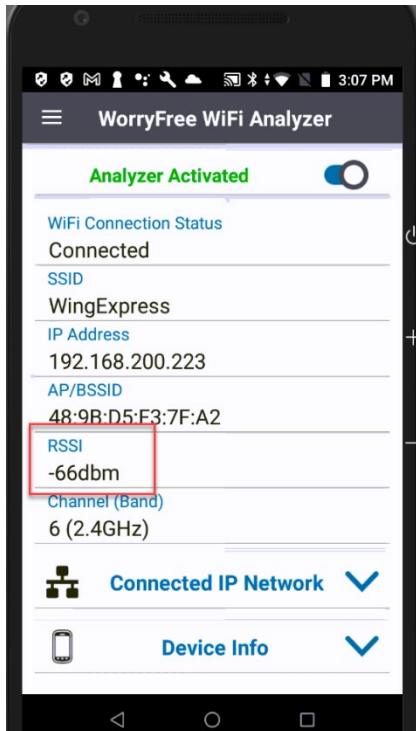 3:07 PM
WorryFree WiFi Analyzer
Analyzer Activated
WiFi Connection Status
Connected
SSID
WingExpress
IP Address
192.168.200.223
AP/BSSID
48:9B:D5:F3:7F:A2
RSSI
-66dbm
Channel (Band)
6 (2.4GHz)
Connected IP Network
Device Info